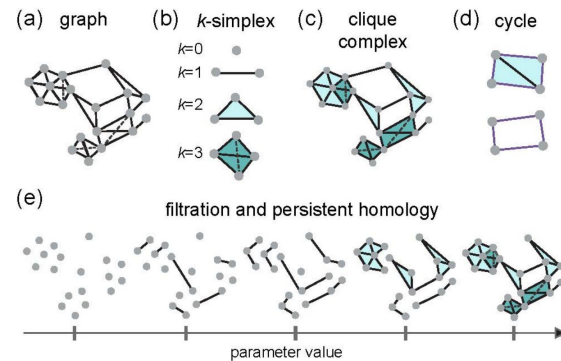 (a) graph
(b) k-simplex
k=0
k=1
k=2
k=3
(c) clique
complex
(d) cycle
(e)
filtration and persistent homology
parameter value